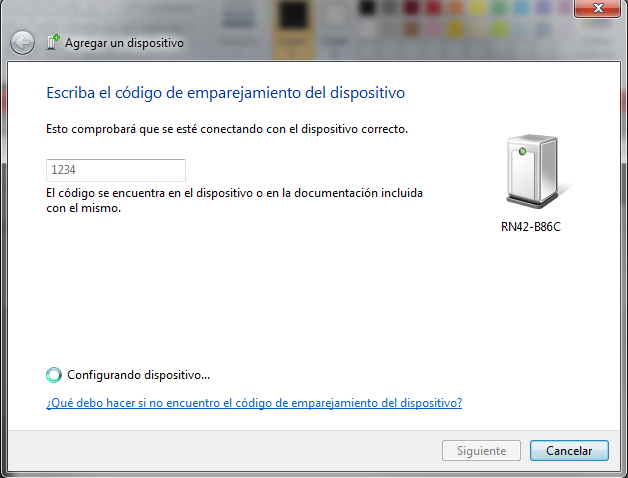 Agregar un dispositivo
Escriba el código de emparejamiento del dispositivo
Esto comprobará que se esté conectando con el dispositivo correcto.
1234
El código se encuentra en el dispositivo o en la documentación incluida
con el mismo.
RN42-B86C
Configurando dispositivo...
¿Qué debo hacer si no encuentro el código de emparejamiento del dispositivo?
Siguiente
Cancelar